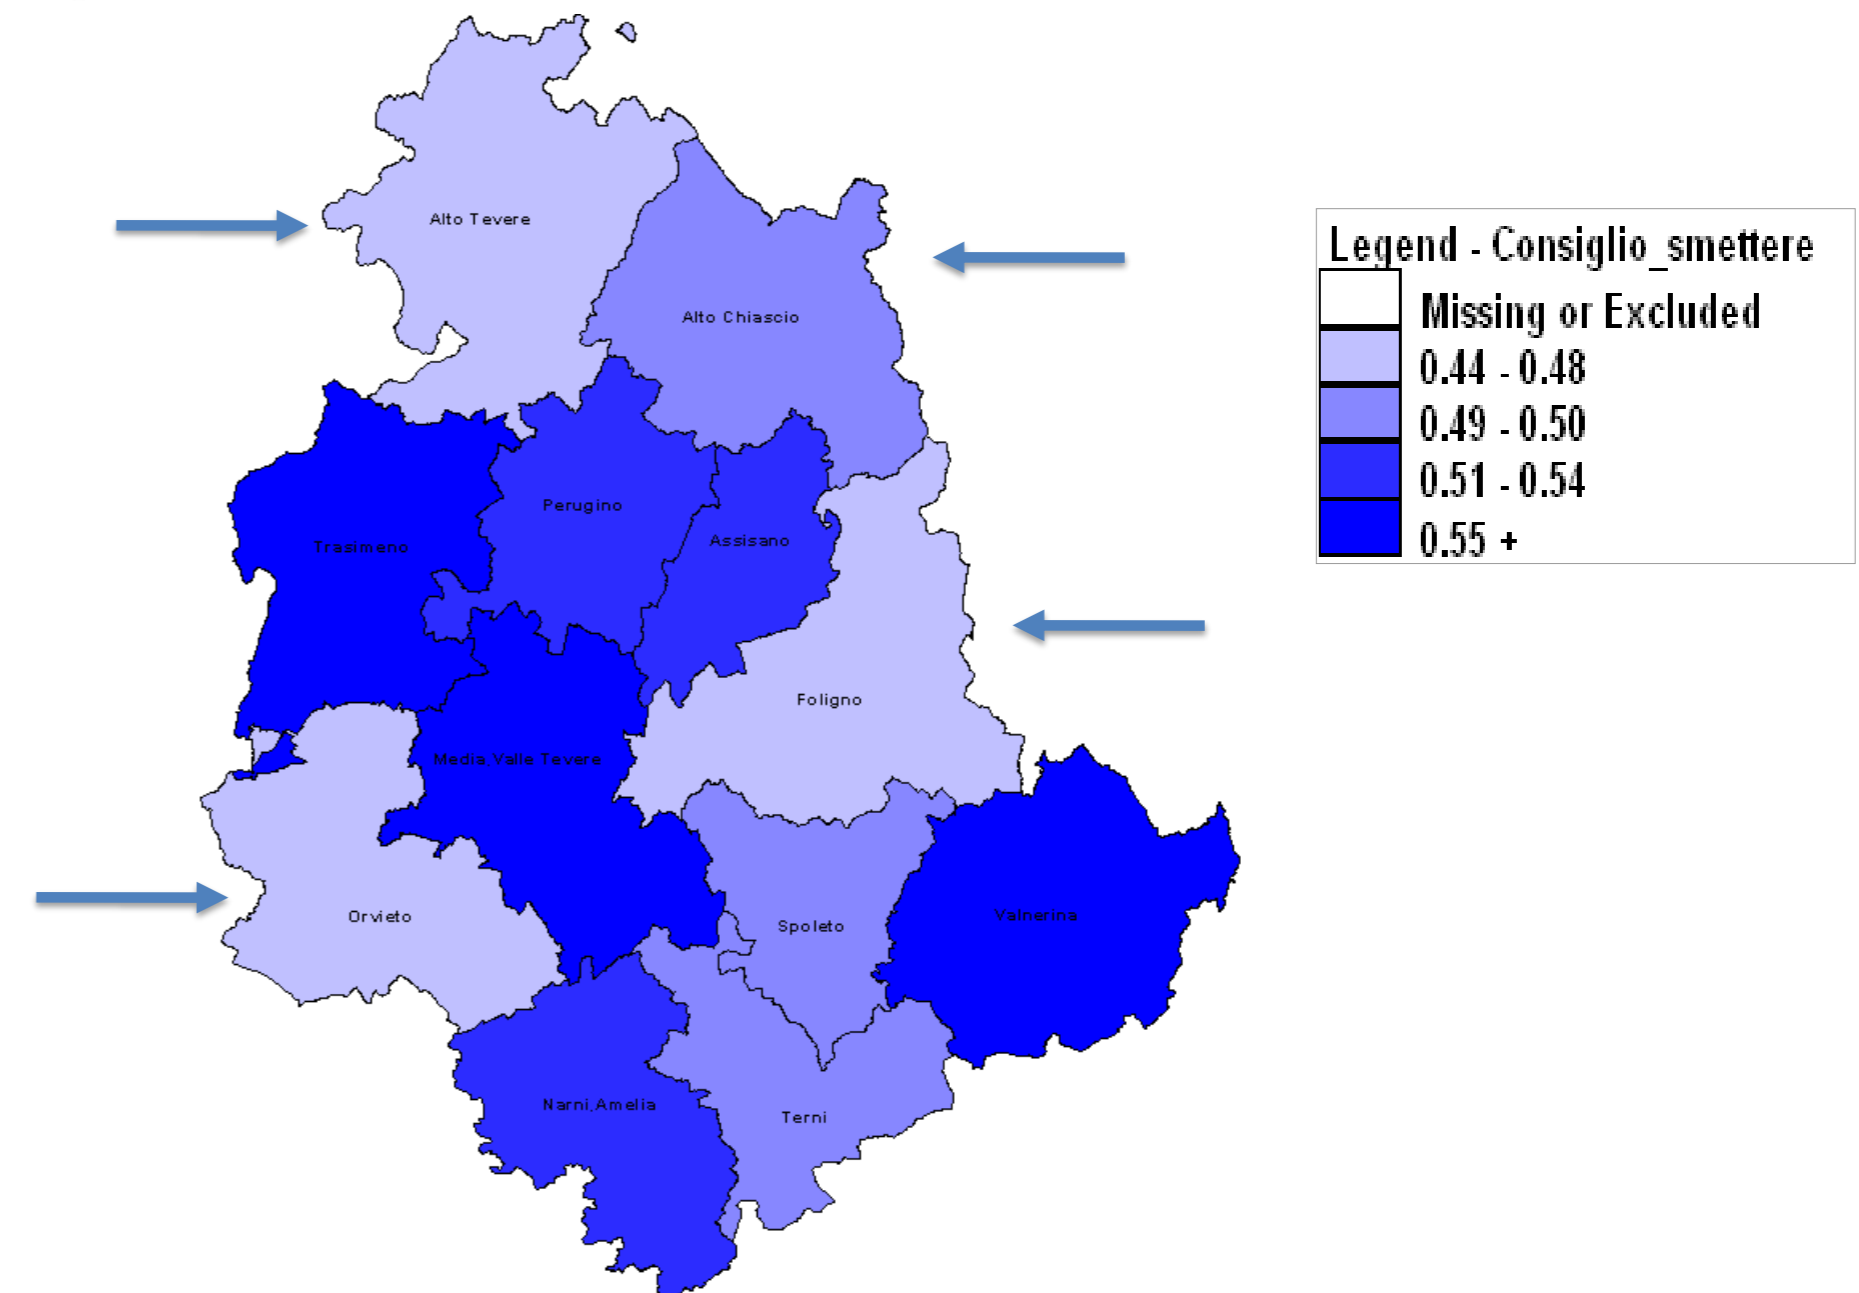 Alto Tevere
Legend - Consiglio_smettere
Missing or Excluded
Alto Chiascio
0.44 - 0.48
0.49 - 0.50
0.51 - 0.54
0.55 +
Perugino
Assisano
Trasimeno
Foligno
Media,Valle,Tevere
Orvieto
Spoleto
Valnerina
Narni,Amelia
Terni